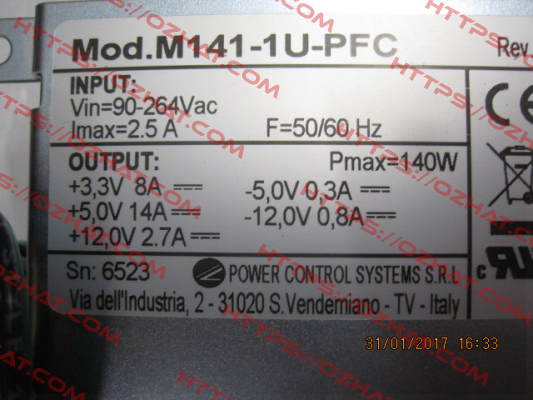 Mod.M141-1U-PFC Rev.
INPUT:
Vin=90-264Vac
Imax=2.5 A F=50/60 Hz
OUTPUT: Pmax=140W
+3,3V 8A -5,0V 0,3A
+5,0V 14A -12,0V 0,8A
+12,0V 2.7A
Sn: 6523 POWER CONTROL SYSTEMS S.R.L
Via dell'Industria, 2 - 31020 S.Vendemiano - TV - Italy
31/01/2017 16:33
HTTPS://OZHAT.COM